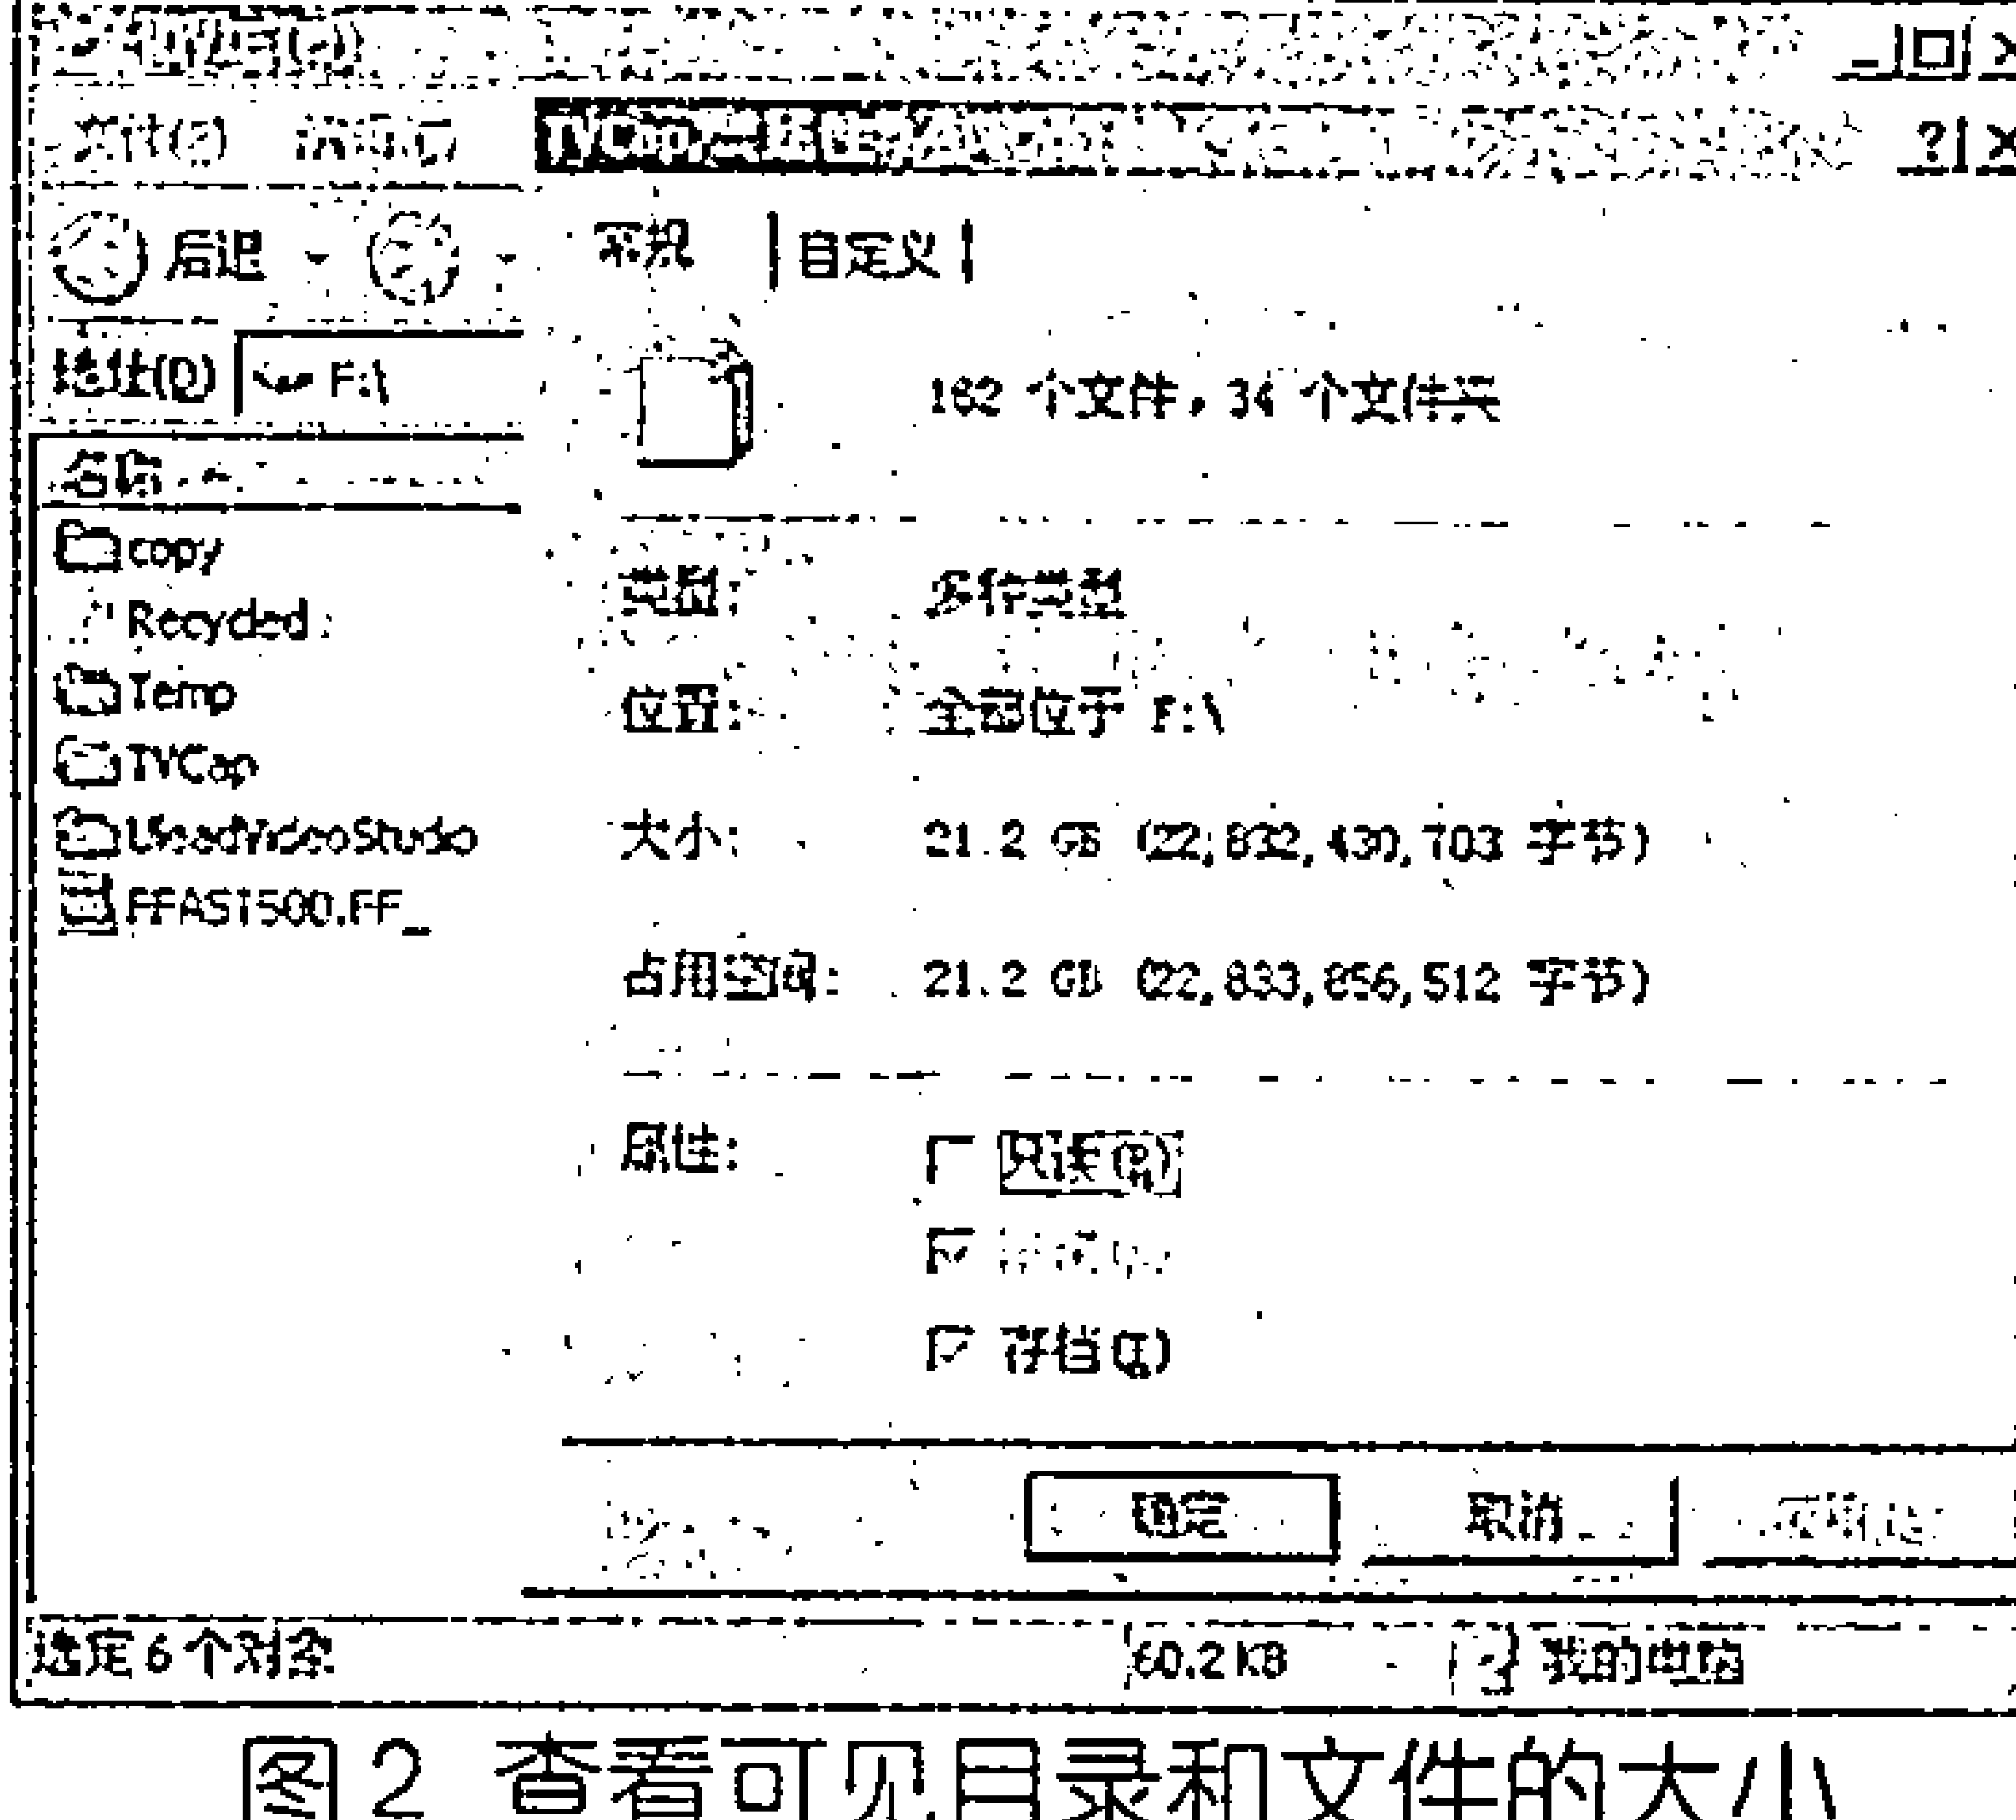 文件(F)
后退
常规 自定义
地址(D) F:\
162 个文件，34 个文件夹
名称
copy
Recycled
类型: 多种类型
Temp
位置: 全部位于 F:\
TVCap
UleadVideoStudio
大小: 21.2 GB (22,832,430,703 字节)
FFAST500.FF_
占用空间: 21.2 GB (22,833,856,512 字节)
属性: 只读(R)
存档(I)
确定 取消
选定 6 个对象 60.2 KB 我的电脑
图 2 查看可见目录和文件的大小